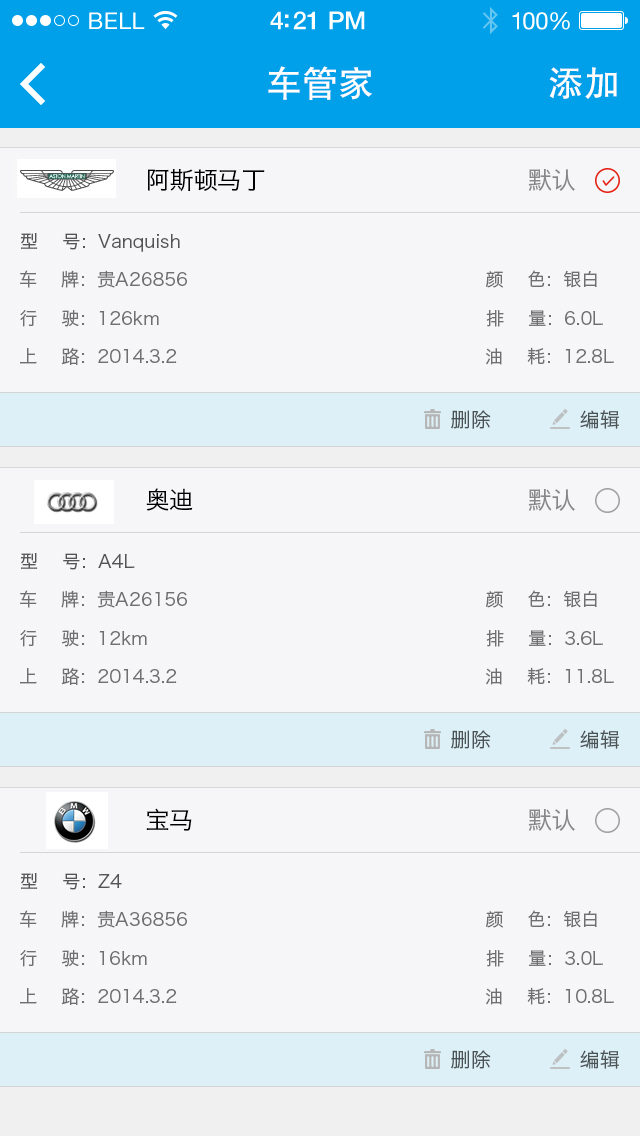 BELL 4:21 PM 100%
车管家 添加
ASTON MARTIN 阿斯顿马丁 默认
型 号: Vanquish
车 牌: 贵A26856 颜 色: 银白
行 驶: 126km 排 量: 6.0L
上 路: 2014.3.2 油 耗: 12.8L
删除 编辑
奥迪 默认
型 号: A4L
车 牌: 贵A26156 颜 色: 银白
行 驶: 12km 排 量: 3.6L
上 路: 2014.3.2 油 耗: 11.8L
删除 编辑
BMW 宝马 默认
型 号: Z4
车 牌: 贵A36856 颜 色: 银白
行 驶: 16km 排 量: 3.0L
上 路: 2014.3.2 油 耗: 10.8L
删除 编辑